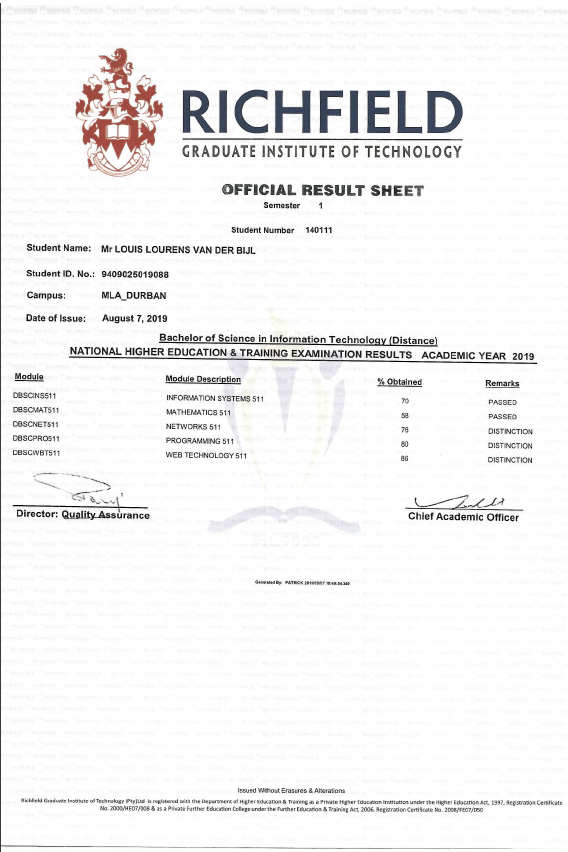 RICHFIELD
GRADUATE INSTITUTE OF TECHNOLOGY
OFFICIAL RESULT SHEET
Semester 1
Student Number 140111
Student Name: Mr LOUIS LOURENS VAN DER BIJL
Student ID. No.: 9409025019088
Campus: MLA_DURBAN
Date of Issue: August 7, 2019
Bachelor of Science in Information Technology (Distance)
NATIONAL HIGHER EDUCATION & TRAINING EXAMINATION RESULTS ACADEMIC YEAR 2019
Module Module Description % Obtained Remarks
DBSCINS511 INFORMATION SYSTEMS 511 70 PASSED
DBSCMAT511 MATHEMATICS 511 58 PASSED
DBSCNET511 NETWORKS 511 76 DISTINCTION
DBSCPRO511 PROGRAMMING 511 80 DISTINCTION
DBSCWBT511 WEB TECHNOLOGY 511 86 DISTINCTION
Director: Quality Assurance Chief Academic Officer
Generated By: PATRICK
Issued Without Erasures & Alterations
Richfield Graduate Institute of Technology (Pty)Ltd is registered with the Department of Higher Education & Training as a Private Higher Education Institution under the Higher Education Act, 1997, Registration Certificate
No. 2000/HE07/008 & as a Private Further Education College under the Further Education & Training Act, 2006, Registration Certificate No. 2008/FE07/050